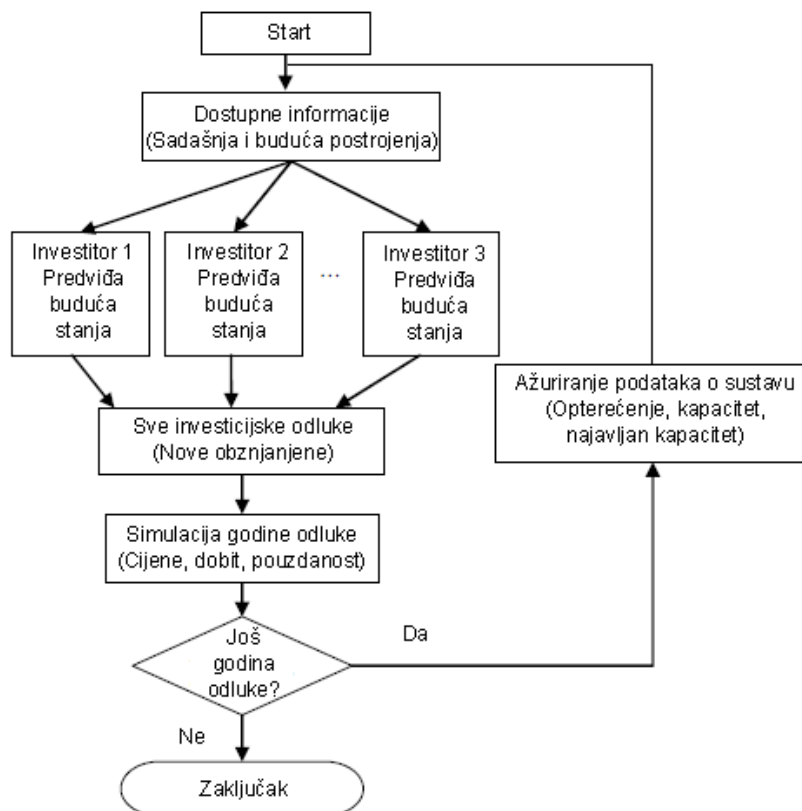 Start
Dostupne informacije
(Sadašnja i buduća postrojenja)
Investitor 1
Predviđa
buduća
stanja
Investitor 2
Predviđa
buduća
stanja
...
Investitor 3
Predviđa
buduća
stanja
Ažuriranje podataka o sustavu
(Opterećenje, kapacitet,
najavljan kapacitet)
Sve investicijske odluke
(Nove obznanjene)
Simulacija godine odluke
(Cijene, dobit, pouzdanost)
Još
godina
odluke?
Da
Ne
Zaključak